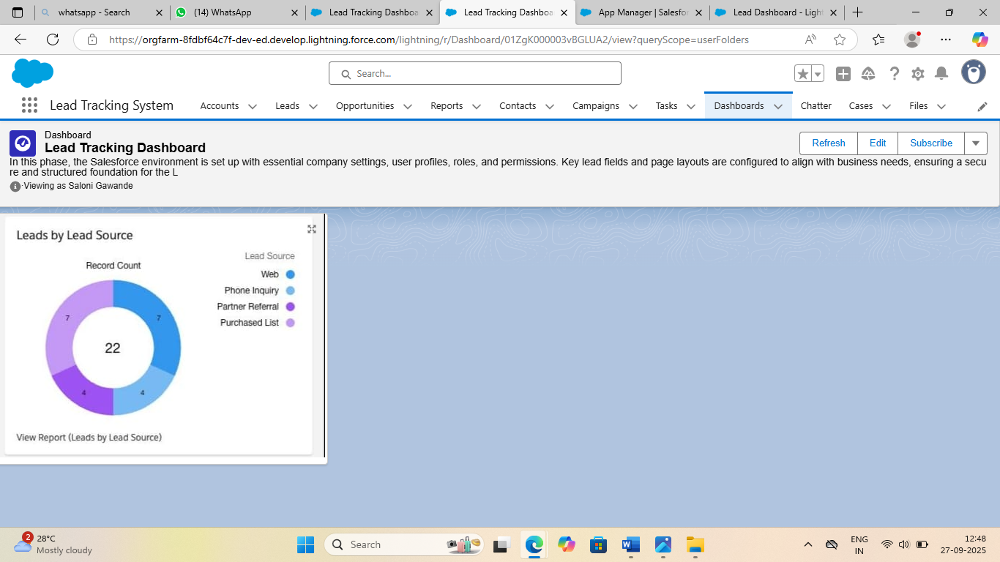 whatsapp - Search
(14) WhatsApp
Lead Tracking Dashboa
Lead Tracking Dashboa
App Manager | Salesfor
Lead Dashboard - Light
https://orgfarm-8fdbf64c7f-dev-ed.develop.lightning.force.com/lightning/r/Dashboard/01ZgK000003vBGLUA2/view?queryScope=userFolders
Search...
Lead Tracking System
Accounts
Leads
Opportunities
Reports
Contacts
Campaigns
Tasks
Dashboards
Chatter
Cases
Files
Dashboard
Lead Tracking Dashboard
Refresh
Edit
Subscribe
In this phase, the Salesforce environment is set up with essential company settings, user profiles, roles, and permissions. Key lead fields and page layouts are configured to align with business needs, ensuring a secu
re and structured foundation for the L
Viewing as Saloni Gawande
Leads by Lead Source
Record Count
Lead Source
Web
Phone Inquiry
Partner Referral
Purchased List
7
7
22
4
4
View Report (Leads by Lead Source)
2
28°C
Mostly cloudy
Search
ENG
IN
12:48
27-09-2025